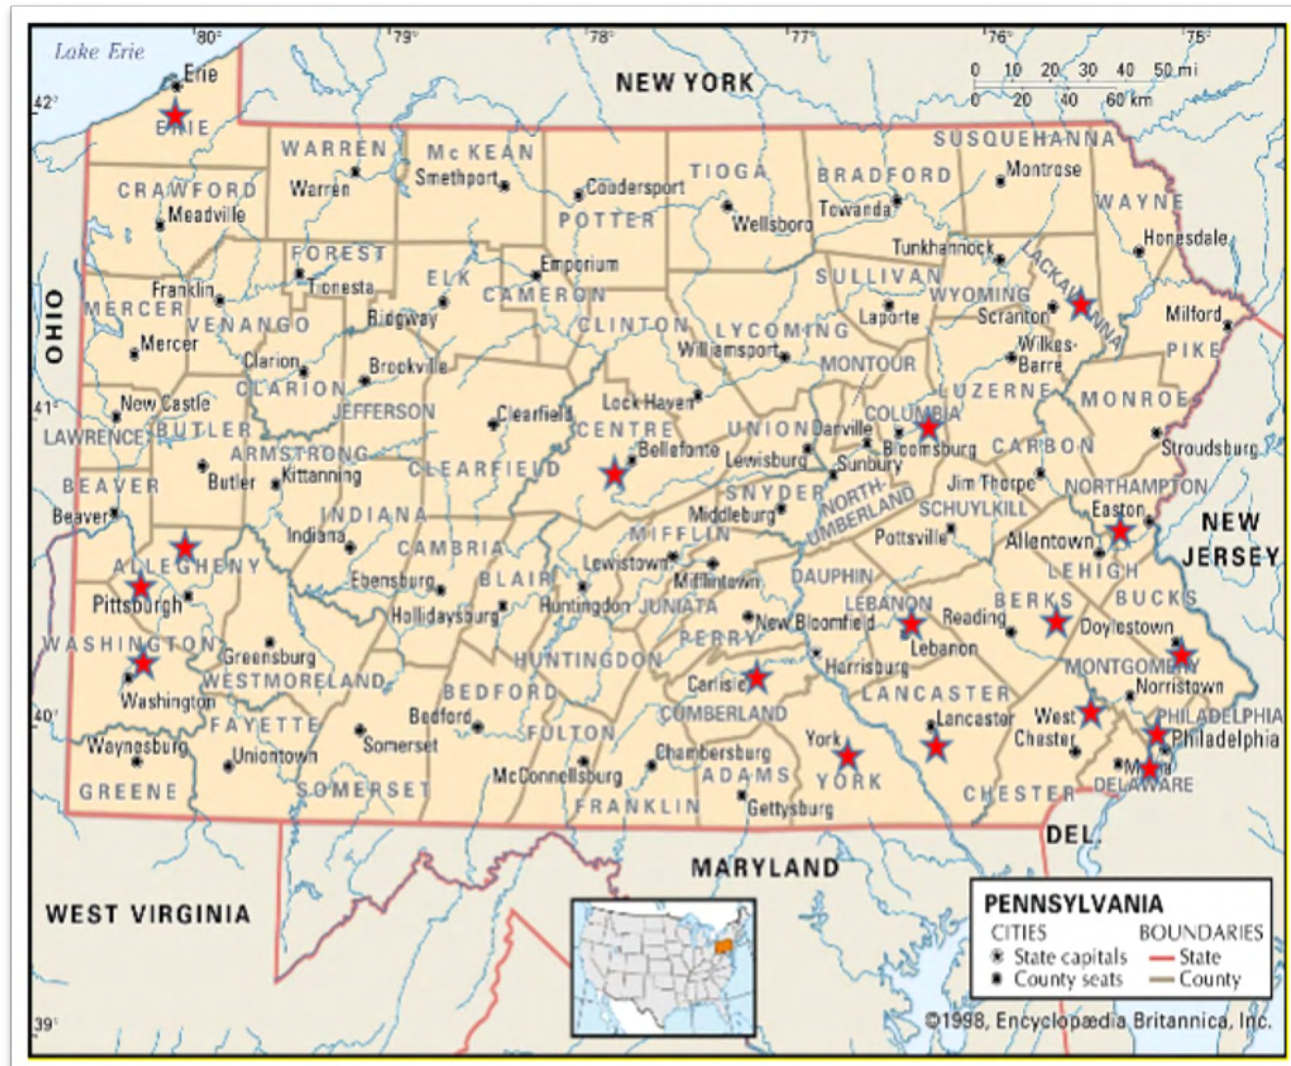 80°
79°
78°
77°
76°
75°
Lake Erie
Erie
NEW YORK
0 10 20 30 40 50 mi
0 20 40 60 km
42°
ERIE
SUSQUEHANNA
WARREN
McKEAN
TIOGA
BRADFORD
Montrose
Smethport
Warren
CRAWFORD
Coudersport
WAYNE
Meadville
POTTER
Wellsboro
Towanda
Honesdale
Tunkhannock
LACKAWANNA
FOREST
Emporium
ELK
CAMERON
SULLIVAN
WYOMING
Franklin
Tionesta
MERCER
Ridgway
Laporte
Scranton
Milford
VENANGO
CLINTON
LYCOMING
OHIO
Mercer
Williamsport
Wilkes-
Barre
PIKE
Clarion
Brookville
MONTOUR
CLARION
LUZERNE
MONROE
New Castle
JEFFERSON
Clearfield
Lock Haven
COLUMBIA
41°
LAWRENCE
BUTLER
CENTRE
UNION
Danville
Bloomsburg
CARBON
Stroudsburg
ARMSTRONG
Bellefonte
Lewisburg
Sunbury
CLEARFIELD
Butler
Kittanning
Jim Thorpe
BEAVER
SNYDER
NORTH-
UMBERLAND
NORTHAMPTON
Beaver
INDIANA
Middleburg
SCHUYLKILL
Easton
NEW
JERSEY
Indiana
MIFFLIN
Pottsville
Allentown
CAMBRIA
ALLEGHENY
Lewistown
LEHIGH
Ebensburg
BLAIR
Mifflintown
DAUPHIN
Pittsburgh
Huntingdon
JUNIATA
LEBANON
BERKS
BUCKS
Hollidaysburg
New Bloomfield
Reading
Doylestown
WASHINGTON
PERRY
Greensburg
Lebanon
HUNTINGDON
Harrisburg
MONTGOMERY
WESTMORELAND
Carlisle
Norristown
Washington
BEDFORD
LANCASTER
40°
FAYETTE
Bedford
CUMBERLAND
Lancaster
West
Chester
PHILADELPHIA
FULTON
York
Philadelphia
Waynesburg
Somerset
Uniontown
Chambersburg
McConnellsburg
ADAMS
YORK
DELAWARE
GREENE
SOMERSET
CHESTER
FRANKLIN
Gettysburg
DEL.
MARYLAND
WEST VIRGINIA
PENNSYLVANIA
CITIES BOUNDARIES
State capitals State
County seats County
39°
©1998, Encyclopædia Britannica, Inc.